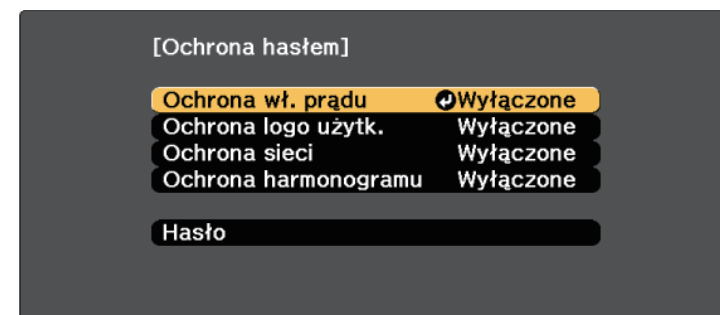 [Ochrona hasłem]
Ochrona wł. prądu Wyłączone
Ochrona logo użytk. Wyłączone
Ochrona sieci Wyłączone
Ochrona harmonogramu Wyłączone
Hasło